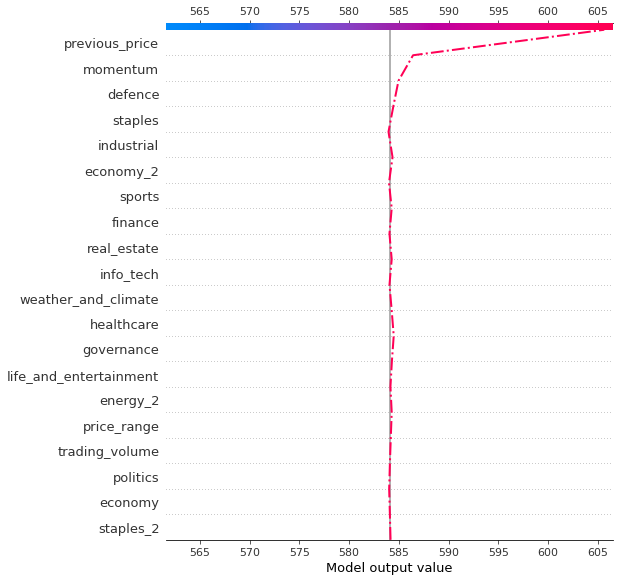 565 570 575 580 585 590 595 600 605
previous_price
momentum
defence
staples
industrial
economy_2
sports
finance
real_estate
info_tech
weather_and_climate
healthcare
governance
life_and_entertainment
energy_2
price_range
trading_volume
politics
economy
staples_2
565 570 575 580 585 590 595 600 605
Model output value